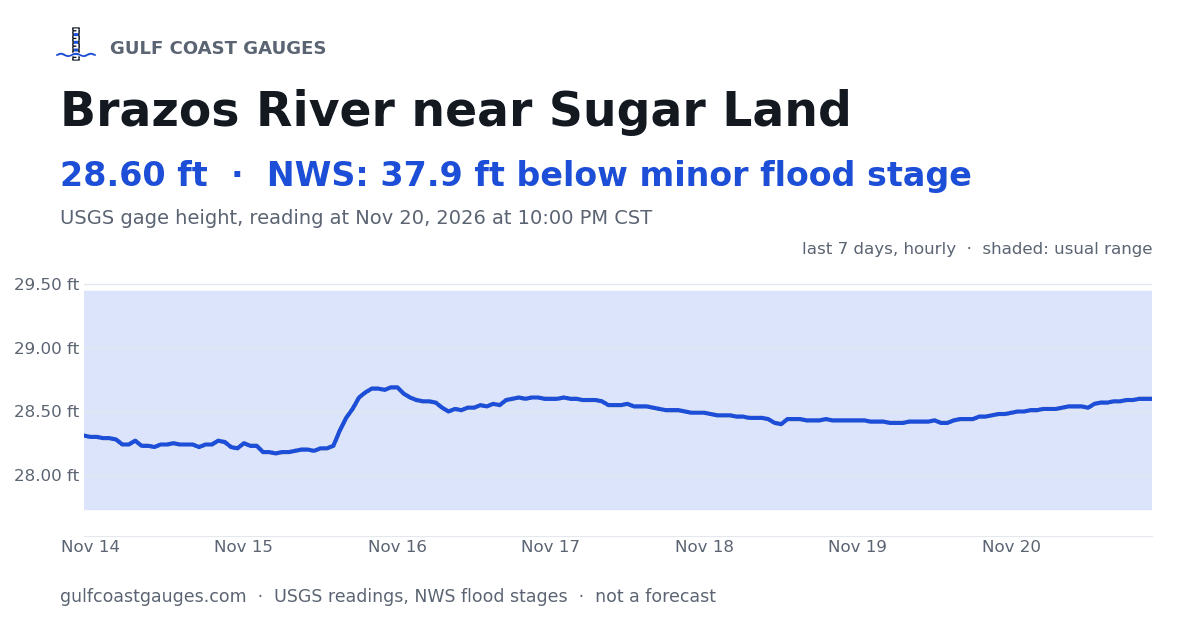 GULF COAST GAUGES
Brazos River near Sugar Land
28.60 ft · NWS: 37.9 ft below minor flood stage
USGS gage height, reading at Nov 20, 2026 at 10:00 PM CST
last 7 days, hourly · shaded: usual range
29.50 ft
29.00 ft
28.50 ft
28.00 ft
Nov 14 Nov 15 Nov 16 Nov 17 Nov 18 Nov 19 Nov 20
gulfcoastgauges.com · USGS readings, NWS flood stages · not a forecast